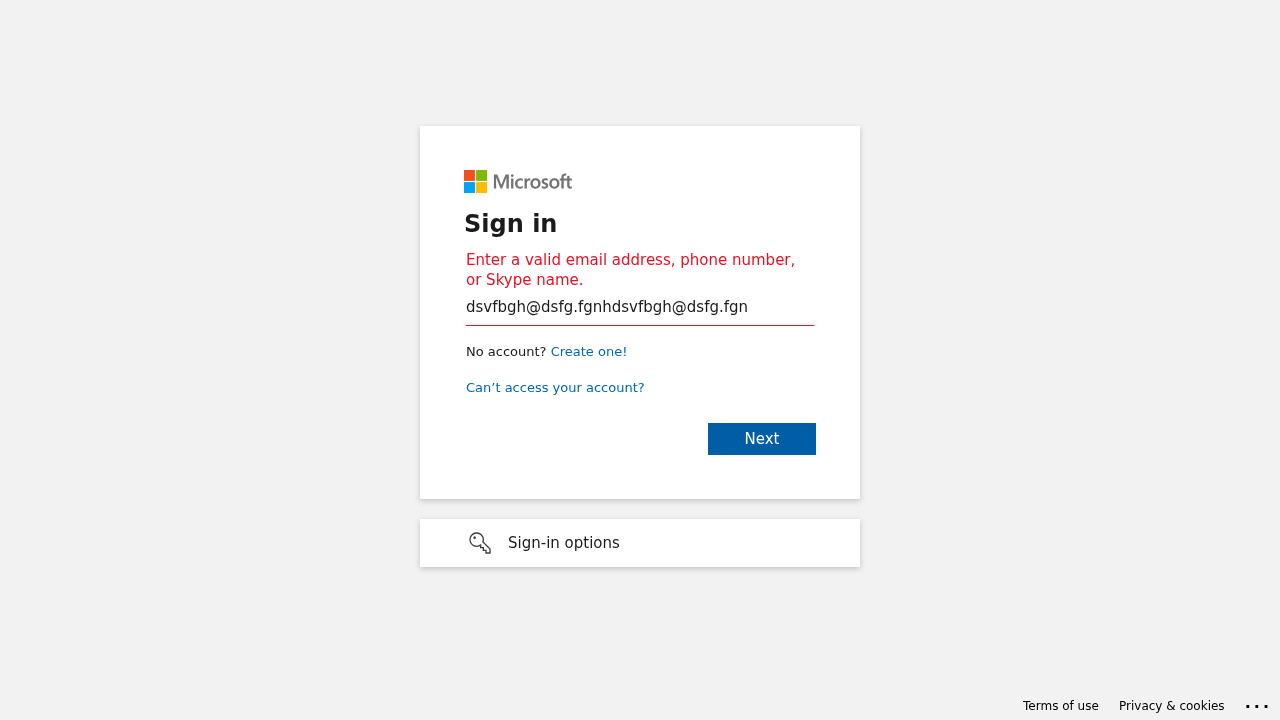 Microsoft
Sign in
Enter a valid email address, phone number,
or Skype name.
dsvfbgh@dsfg.fgnhdsvfbgh@dsfg.fgn
No account? Create one!
Can’t access your account?
Next
Sign-in options
Terms of use Privacy & cookies ...